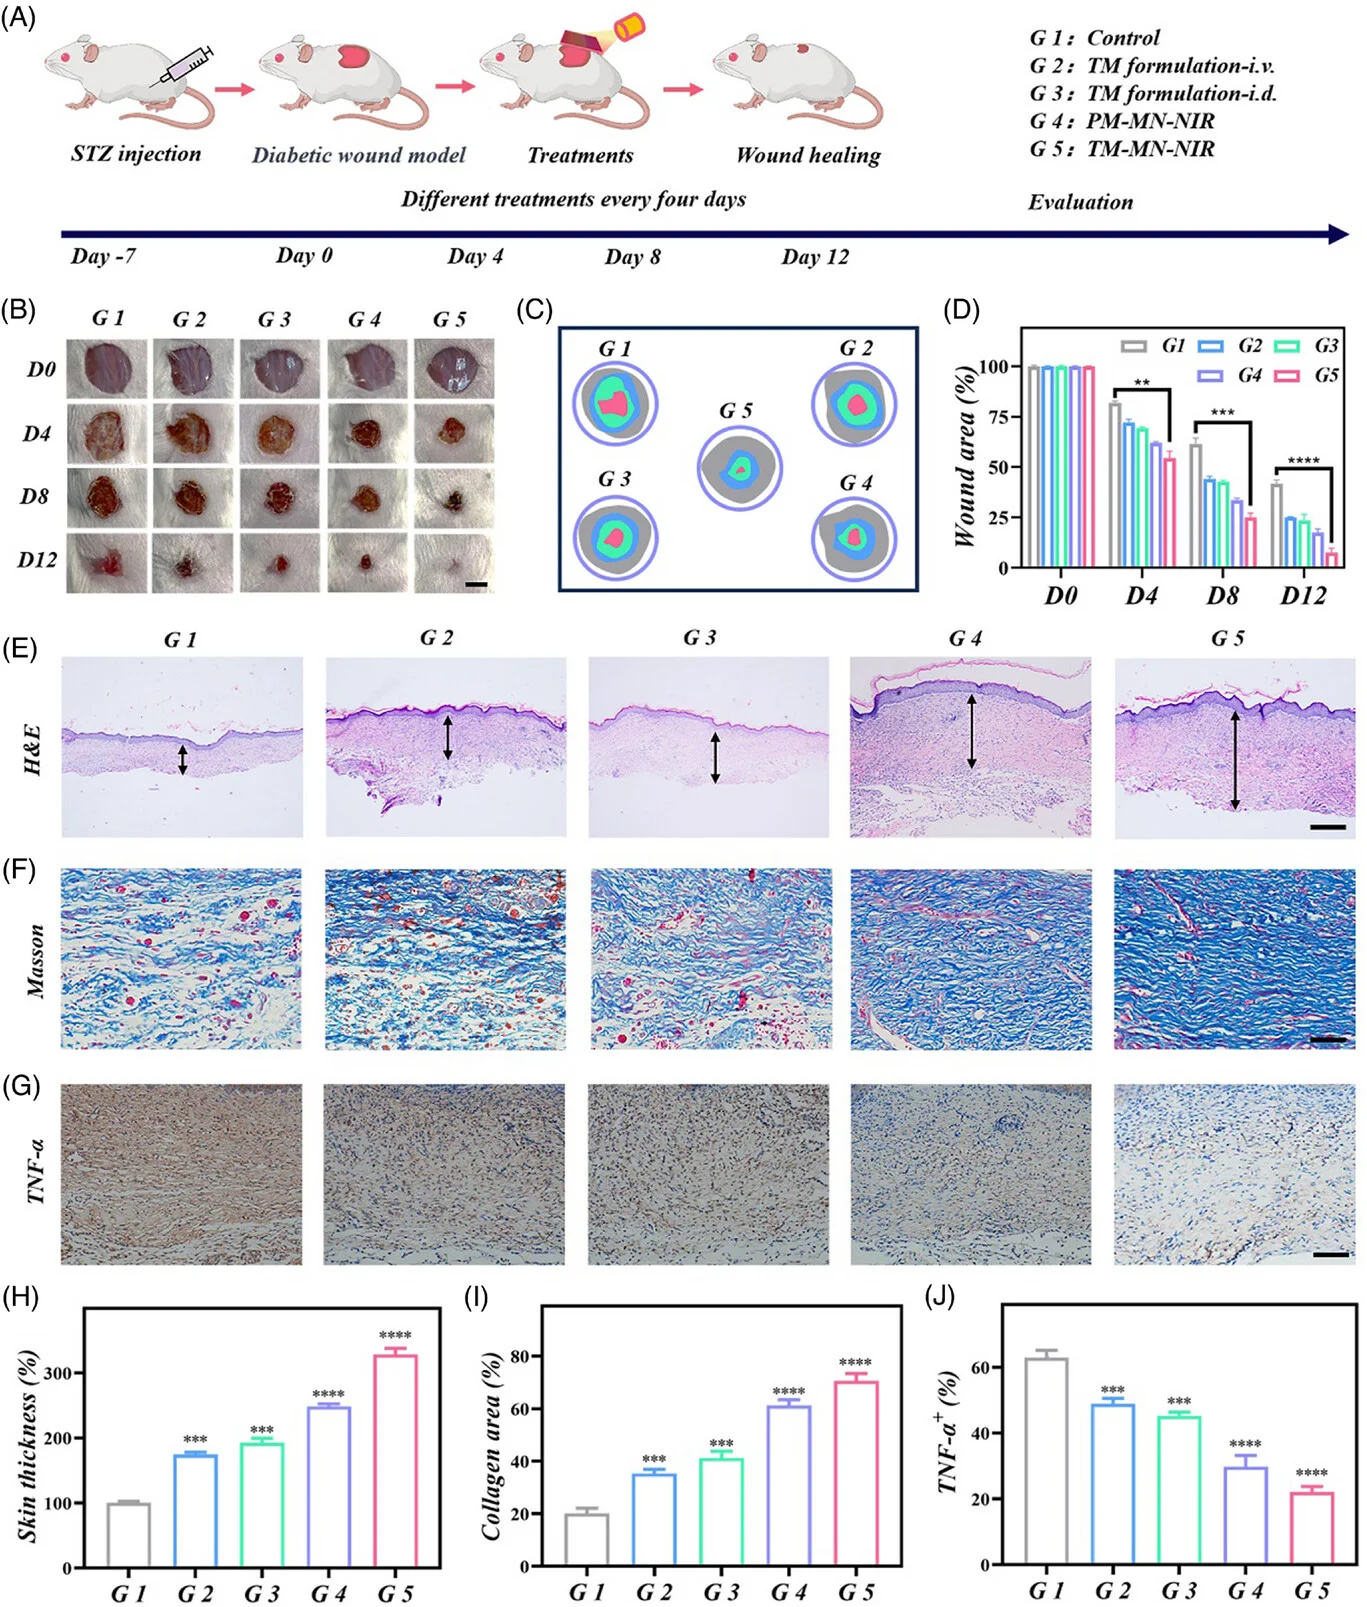 (A)
STZ injection
Diabetic wound model
Treatments
Wound healing
G 1: Control
G 2: TM formulation-i.v.
G 3: TM formulation-i.d.
G 4: PM-MN-NIR
G 5: TM-MN-NIR
Different treatments every four days
Evaluation
Day -7
Day 0
Day 4
Day 8
Day 12
(B)
G 1 G 2 G 3 G 4 G 5
D0
D4
D8
D12
(C)
G 1
G 2
G 5
G 3
G 4
(D)
Wound area (%)
100
75
50
25
0
G1 G2 G3
G4 G5
**
***
****
D0 D4 D8 D12
(E)
G 1 G 2 G 3 G 4 G 5
H&E
(F)
Masson
(G)
TNF-α
(H)
Skin thickness (%)
300
200
100
0
*** *** **** ****
G 1 G 2 G 3 G 4 G 5
(I)
Collagen area (%)
80
60
40
20
0
*** *** **** ****
G 1 G 2 G 3 G 4 G 5
(J)
TNF-α+ (%)
60
40
20
0
*** *** **** ****
G 1 G 2 G 3 G 4 G 5